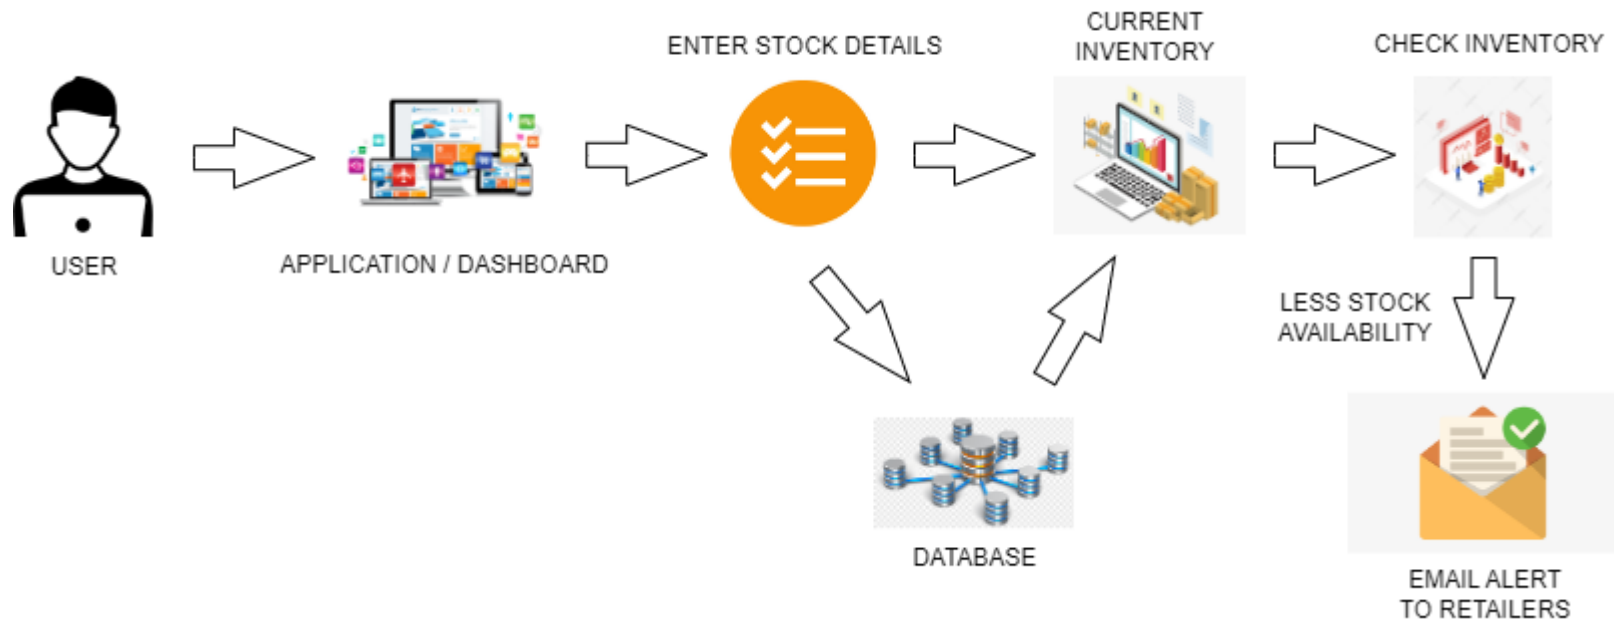 ENTER STOCK DETAILS
CURRENT
INVENTORY
CHECK INVENTORY
USER
APPLICATION / DASHBOARD
LESS STOCK
AVAILABILITY
DATABASE
EMAIL ALERT
TO RETAILERS